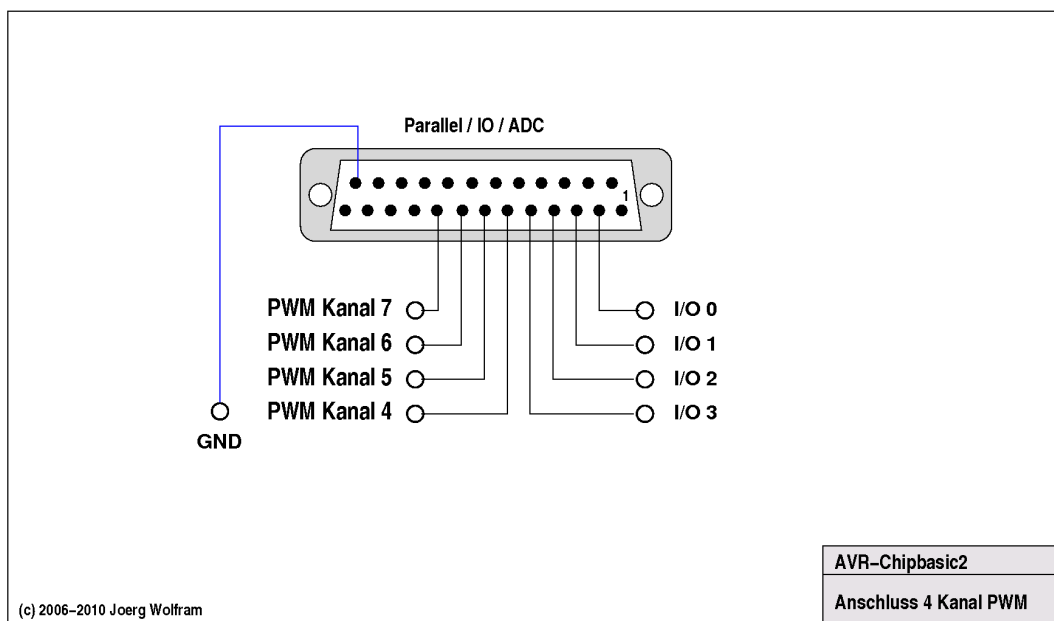 Parallel / IO / ADC
1
PWM Kanal 7
I/O 0
PWM Kanal 6
I/O 1
PWM Kanal 5
I/O 2
PWM Kanal 4
I/O 3
GND
AVR−Chipbasic2
Anschluss 4 Kanal PWM
(c) 2006−2010 Joerg Wolfram